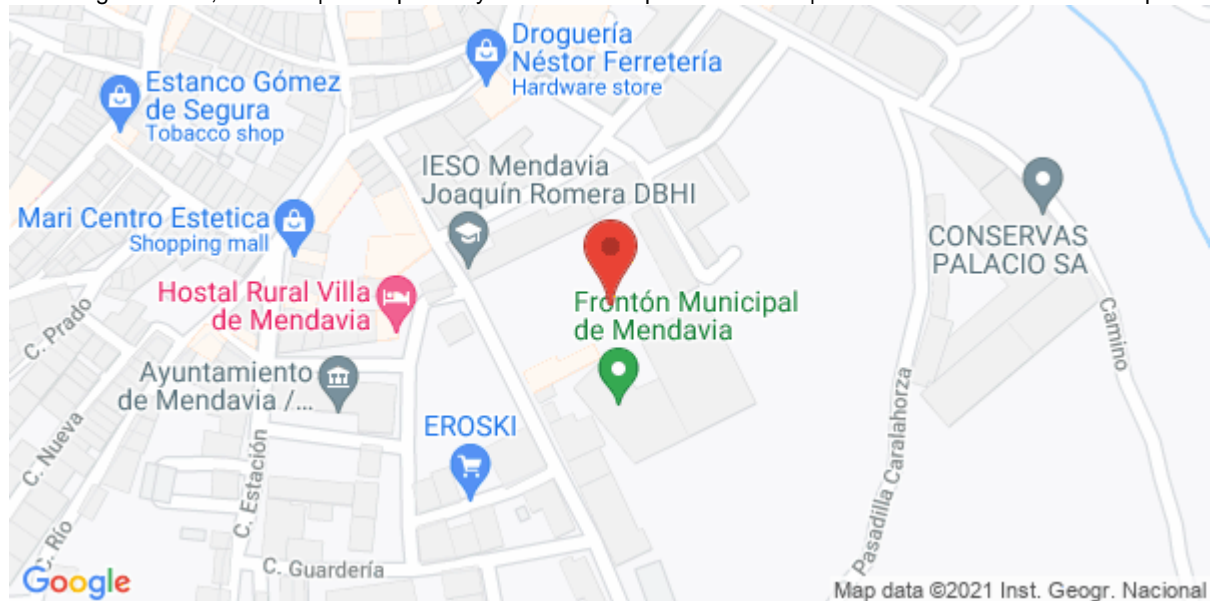 Droguería
Néstor Ferretería
Hardware store
Estanco Gómez
de Segura
Tobacco shop
IESO Mendavia
Joaquín Romera DBHI
Mari Centro Estetica
Shopping mall
CONSERVAS
PALACIO SA
Hostal Rural Villa
de Mendavia
Frontón Municipal
de Mendavia
Camino
C. Prado
Ayuntamiento
de Mendavia /...
EROSKI
Pasadilla Caralahorza
C. Nueva
C. Estación
C. Río
C. Guardería
Google
Map data ©2021 Inst. Geogr. Nacional